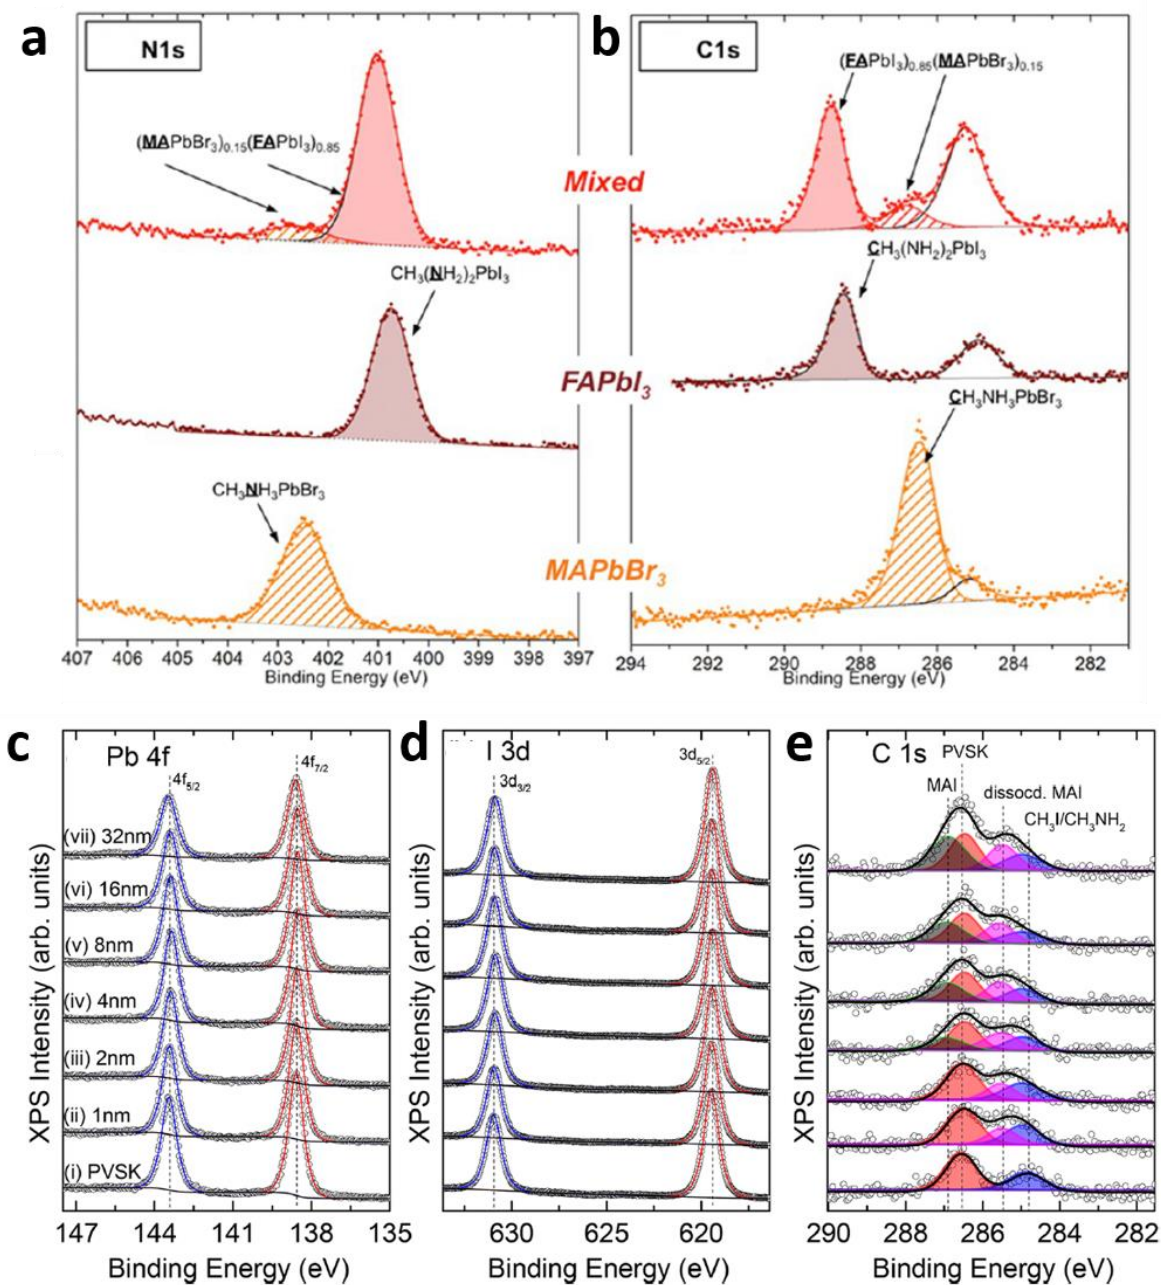 a
N1s
b
C1s
(MAPbBr3)0.15(FAPbI3)0.85
(FAPbI3)0.85(MAPbBr3)0.15
Mixed
CH3(NH2)2PbI3
CH3(NH2)2PbI3
FAPbI3
CH3NH3PbBr3
CH3NH3PbBr3
MAPbBr3
407 406 405 404 403 402 401 400 399 398 397
Binding Energy (eV)
294 292 290 288 286 284 282
Binding Energy (eV)
c
Pb 4f
4f5/2
4f7/2
(vii) 32nm
(vi) 16nm
(v) 8nm
(iv) 4nm
(iii) 2nm
(ii) 1nm
(i) PVSK
XPS Intensity (arb. units)
147 144 141 138 135
Binding Energy (eV)
d
I 3d
3d3/2
3d5/2
XPS Intensity (arb. units)
630 625 620
Binding Energy (eV)
e
C 1s
PVSK
MAI
dissocd. MAI
CH3I/CH3NH2
XPS Intensity (arb. units)
290 288 286 284 282
Binding Energy (eV)